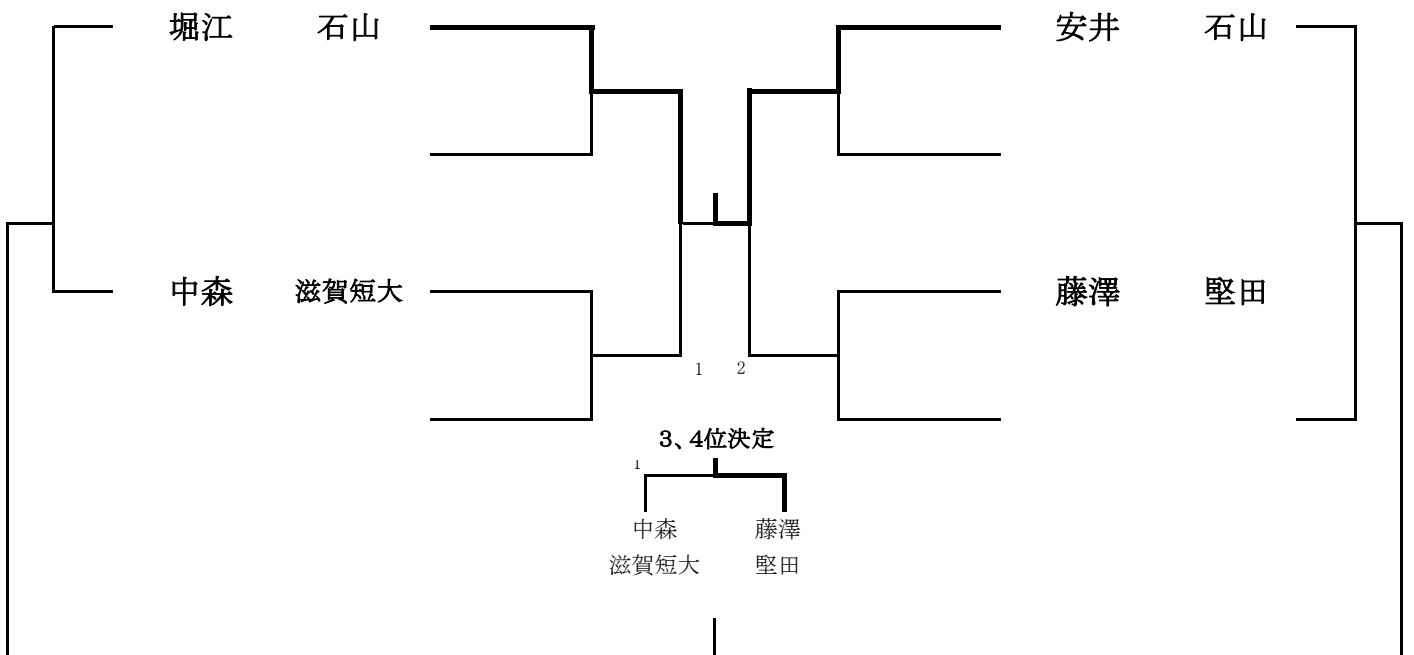 堀江 石山 安井 石山
中森 滋賀短大 藤澤 堅田
1 2
3、4位決定
1
中森 藤澤
滋賀短大 堅田